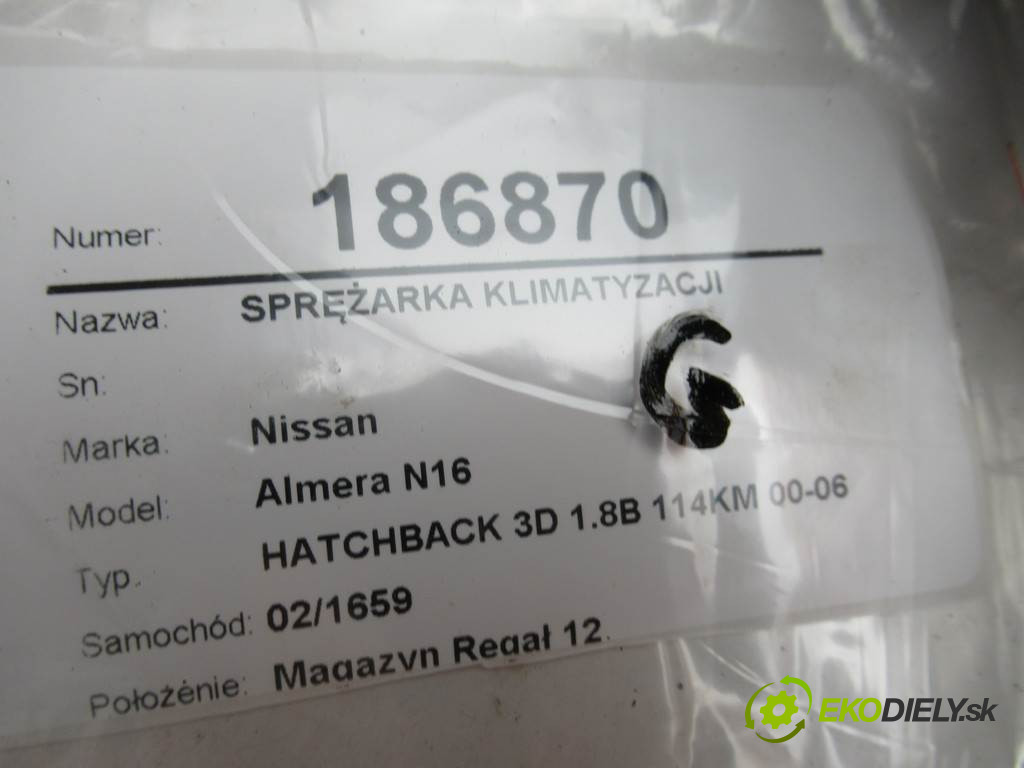 Numer: 186870
Nazwa: SPRĘŻARKA KLIMATYZACJI
Sn:
G
Marka: Nissan
Model: Almera N16
Typ. HATCHBACK 3D 1.8B 114KM 00-06
Samochód: 02/1659
Położenie: Magazyn Regał 12.
EKODIELY.sk